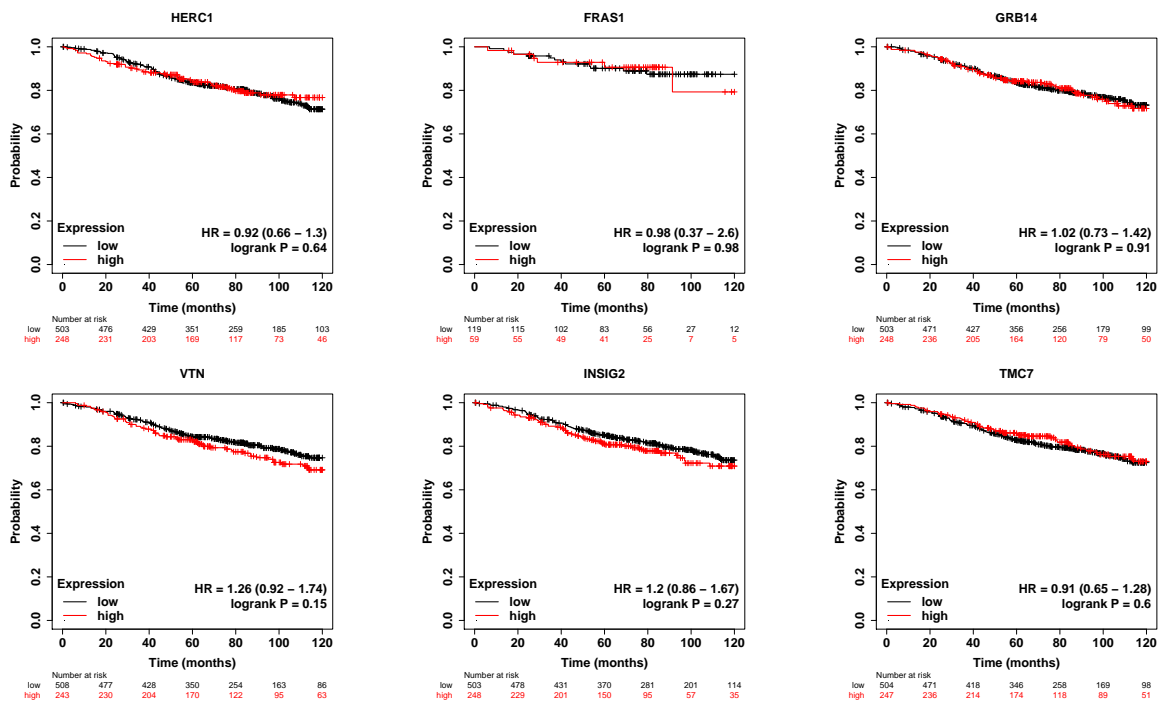 HERC1
1.0
0.8
0.6
0.4
0.2
0.0
Probability
Expression
low
high
HR = 0.92 (0.66 − 1.3)
logrank P = 0.64
0 20 40 60 80 100 120
Time (months)
Number at risk
low 503 476 429 351 259 185 103
high 248 231 203 169 117 73 46
FRAS1
1.0
0.8
0.6
0.4
0.2
0.0
Probability
Expression
low
high
HR = 0.98 (0.37 − 2.6)
logrank P = 0.98
0 20 40 60 80 100 120
Time (months)
Number at risk
low 119 115 102 83 56 27 12
high 59 55 49 41 25 7 5
GRB14
1.0
0.8
0.6
0.4
0.2
0.0
Probability
Expression
low
high
HR = 1.02 (0.73 − 1.42)
logrank P = 0.91
0 20 40 60 80 100 120
Time (months)
Number at risk
low 503 471 427 356 256 179 99
high 248 236 205 164 120 79 50
VTN
1.0
0.8
0.6
0.4
0.2
0.0
Probability
Expression
low
high
HR = 1.26 (0.92 − 1.74)
logrank P = 0.15
0 20 40 60 80 100 120
Time (months)
Number at risk
low 508 477 428 350 254 163 86
high 243 230 204 170 122 95 63
INSIG2
1.0
0.8
0.6
0.4
0.2
0.0
Probability
Expression
low
high
HR = 1.2 (0.86 − 1.67)
logrank P = 0.27
0 20 40 60 80 100 120
Time (months)
Number at risk
low 503 478 431 370 281 201 114
high 248 229 201 150 95 57 35
TMC7
1.0
0.8
0.6
0.4
0.2
0.0
Probability
Expression
low
high
HR = 0.91 (0.65 − 1.28)
logrank P = 0.6
0 20 40 60 80 100 120
Time (months)
Number at risk
low 504 471 418 346 258 169 98
high 247 236 214 174 118 89 51